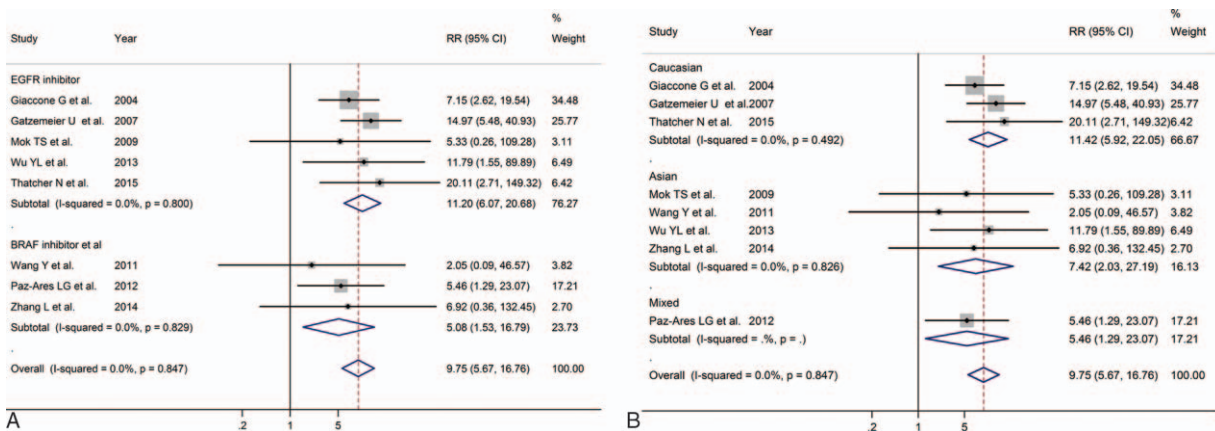 %
Study Year RR (95% CI) Weight
EGFR inhibitor
Giaccone G et al. 2004 7.15 (2.62, 19.54) 34.48
Gatzemeier U et al. 2007 14.97 (5.48, 40.93) 25.77
Mok TS et al. 2009 5.33 (0.26, 109.28) 3.11
Wu YL et al. 2013 11.79 (1.55, 89.89) 6.49
Thatcher N et al. 2015 20.11 (2.71, 149.32) 6.42
Subtotal (I-squared = 0.0%, p = 0.800) 11.20 (6.07, 20.68) 76.27
.
BRAF inhibitor et al
Wang Y et al. 2011 2.05 (0.09, 46.57) 3.82
Paz-Ares LG et al. 2012 5.46 (1.29, 23.07) 17.21
Zhang L et al. 2014 6.92 (0.36, 132.45) 2.70
Subtotal (I-squared = 0.0%, p = 0.829) 5.08 (1.53, 16.79) 23.73
.
Overall (I-squared = 0.0%, p = 0.847) 9.75 (5.67, 16.76) 100.00
A
.2 1 5
%
Study Year RR (95% CI) Weight
Caucasian
Giaccone G et al. 2004 7.15 (2.62, 19.54) 34.48
Gatzemeier U et al.2007 14.97 (5.48, 40.93) 25.77
Thatcher N et al. 2015 20.11 (2.71, 149.32)6.42
Subtotal (I-squared = 0.0%, p = 0.492) 11.42 (5.92, 22.05) 66.67
.
Asian
Mok TS et al. 2009 5.33 (0.26, 109.28) 3.11
Wang Y et al. 2011 2.05 (0.09, 46.57) 3.82
Wu YL et al. 2013 11.79 (1.55, 89.89) 6.49
Zhang L et al. 2014 6.92 (0.36, 132.45) 2.70
Subtotal (I-squared = 0.0%, p = 0.826) 7.42 (2.03, 27.19) 16.13
.
Mixed
Paz-Ares LG et al. 2012 5.46 (1.29, 23.07) 17.21
Subtotal (I-squared = .%, p = .) 5.46 (1.29, 23.07) 17.21
.
Overall (I-squared = 0.0%, p = 0.847) 9.75 (5.67, 16.76) 100.00
B
.2 1 5